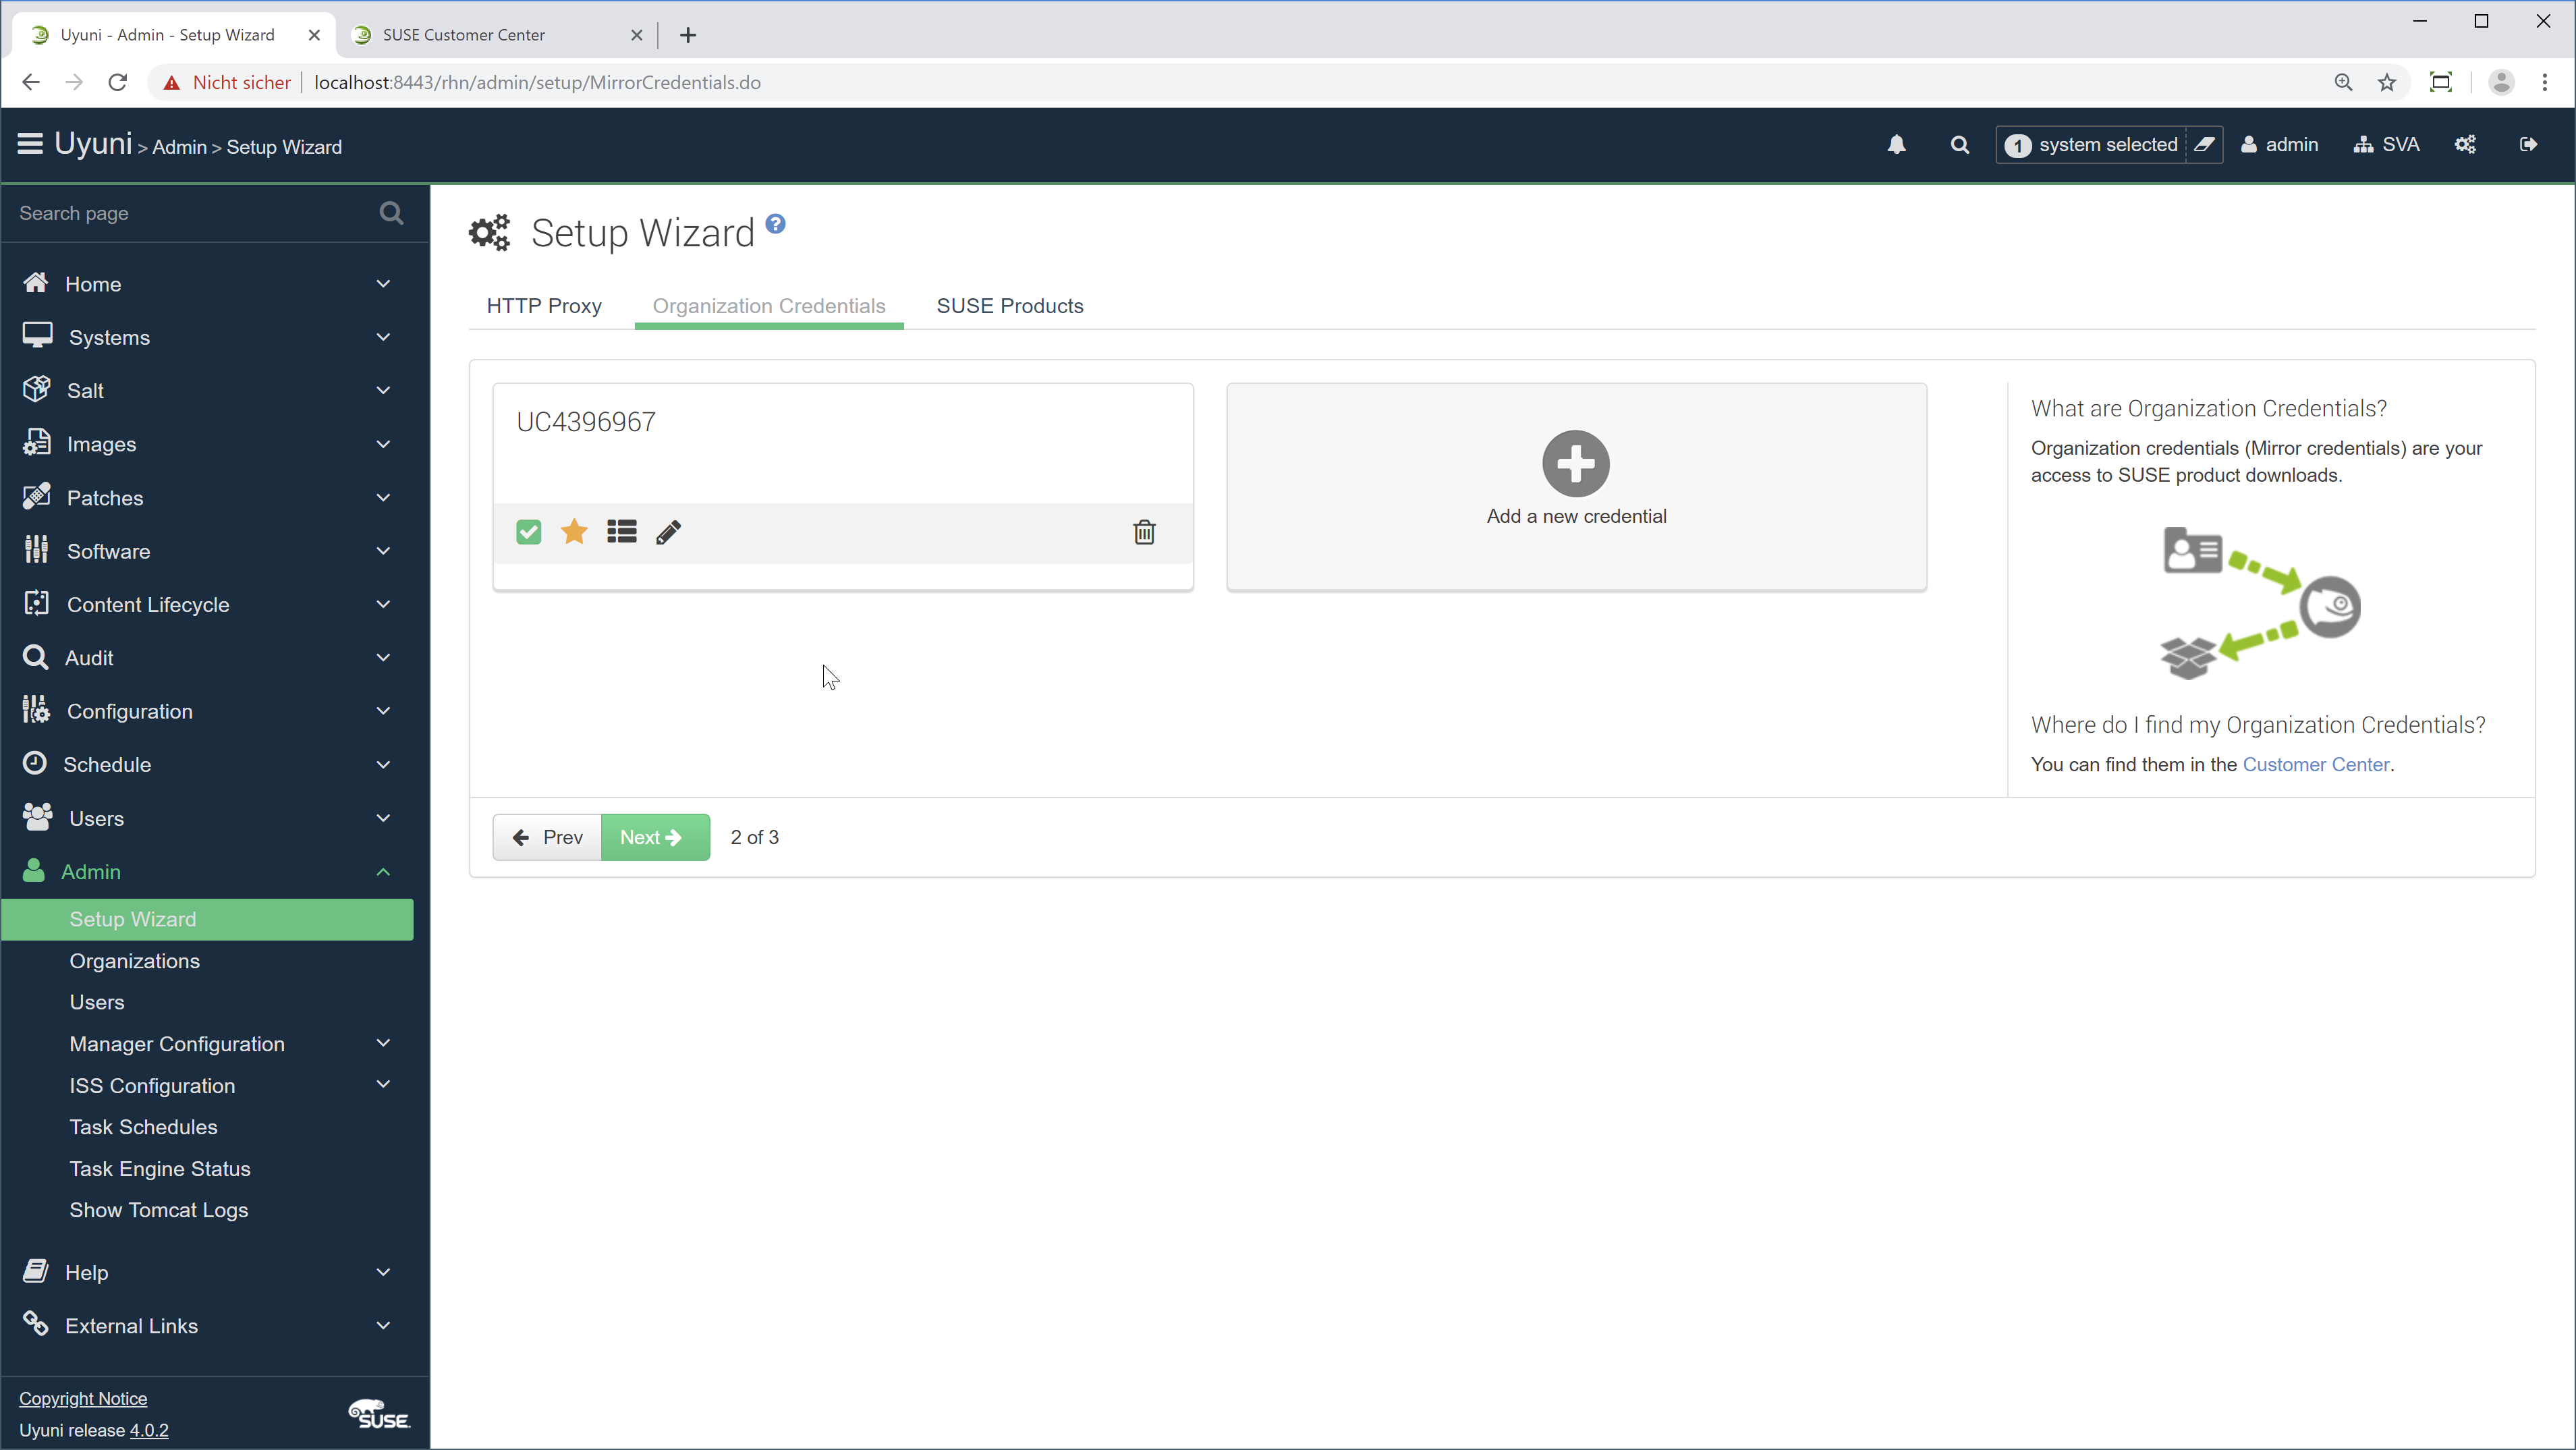 Uyuni - Admin - Setup Wizard
SUSE Customer Center
Nicht sicher
localhost:8443/rhn/admin/setup/MirrorCredentials.do
Uyuni > Admin > Setup Wizard
1 system selected
admin
SVA
Search page
Home
Systems
Salt
Images
Patches
Software
Content Lifecycle
Audit
Configuration
Schedule
Users
Admin
Setup Wizard
Organizations
Users
Manager Configuration
ISS Configuration
Task Schedules
Task Engine Status
Show Tomcat Logs
Help
External Links
Copyright Notice
Uyuni release 4.0.2
SUSE
Setup Wizard ?
HTTP Proxy
Organization Credentials
SUSE Products
UC4396967
Add a new credential
What are Organization Credentials?
Organization credentials (Mirror credentials) are your
access to SUSE product downloads.
Where do I find my Organization Credentials?
You can find them in the Customer Center.
Prev
Next
2 of 3